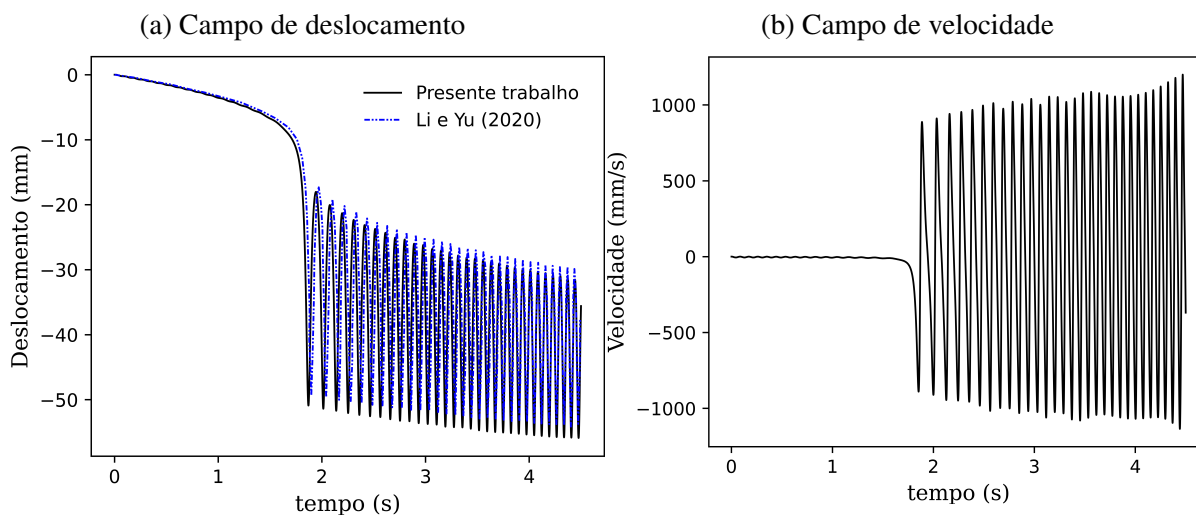 (a) Campo de deslocamento
0
−10
−20
−30
−40
−50
Deslocamento (mm)
Presente trabalho
Li e Yu (2020)
0
1
2
3
4
tempo (s)
(b) Campo de velocidade
1000
500
0
−500
−1000
Velocidade (mm/s)
0
1
2
3
4
tempo (s)